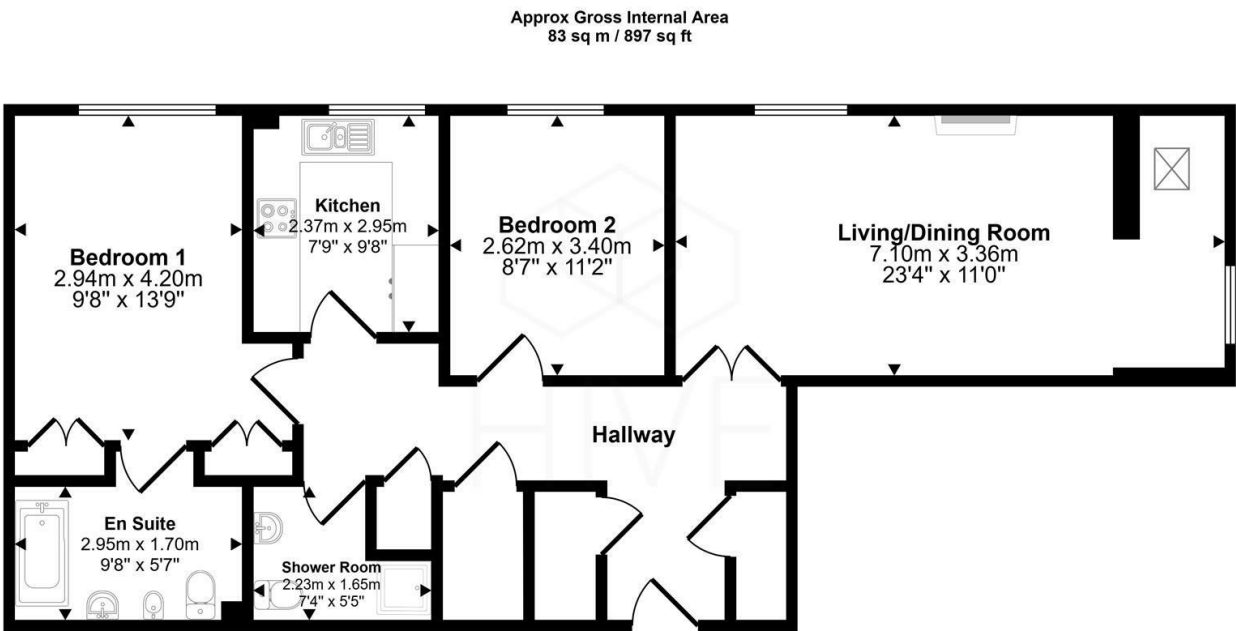 Approx Gross Internal Area
83 sq m / 897 sq ft
Bedroom 1
2.94m x 4.20m
9'8" x 13'9"
Kitchen
2.37m x 2.95m
7'9" x 9'8"
Bedroom 2
2.62m x 3.40m
8'7" x 11'2"
Living/Dining Room
7.10m x 3.36m
23'4" x 11'0"
Hallway
HMF
En Suite
2.95m x 1.70m
9'8" x 5'7"
Shower Room
2.23m x 1.65m
7'4" x 5'5"